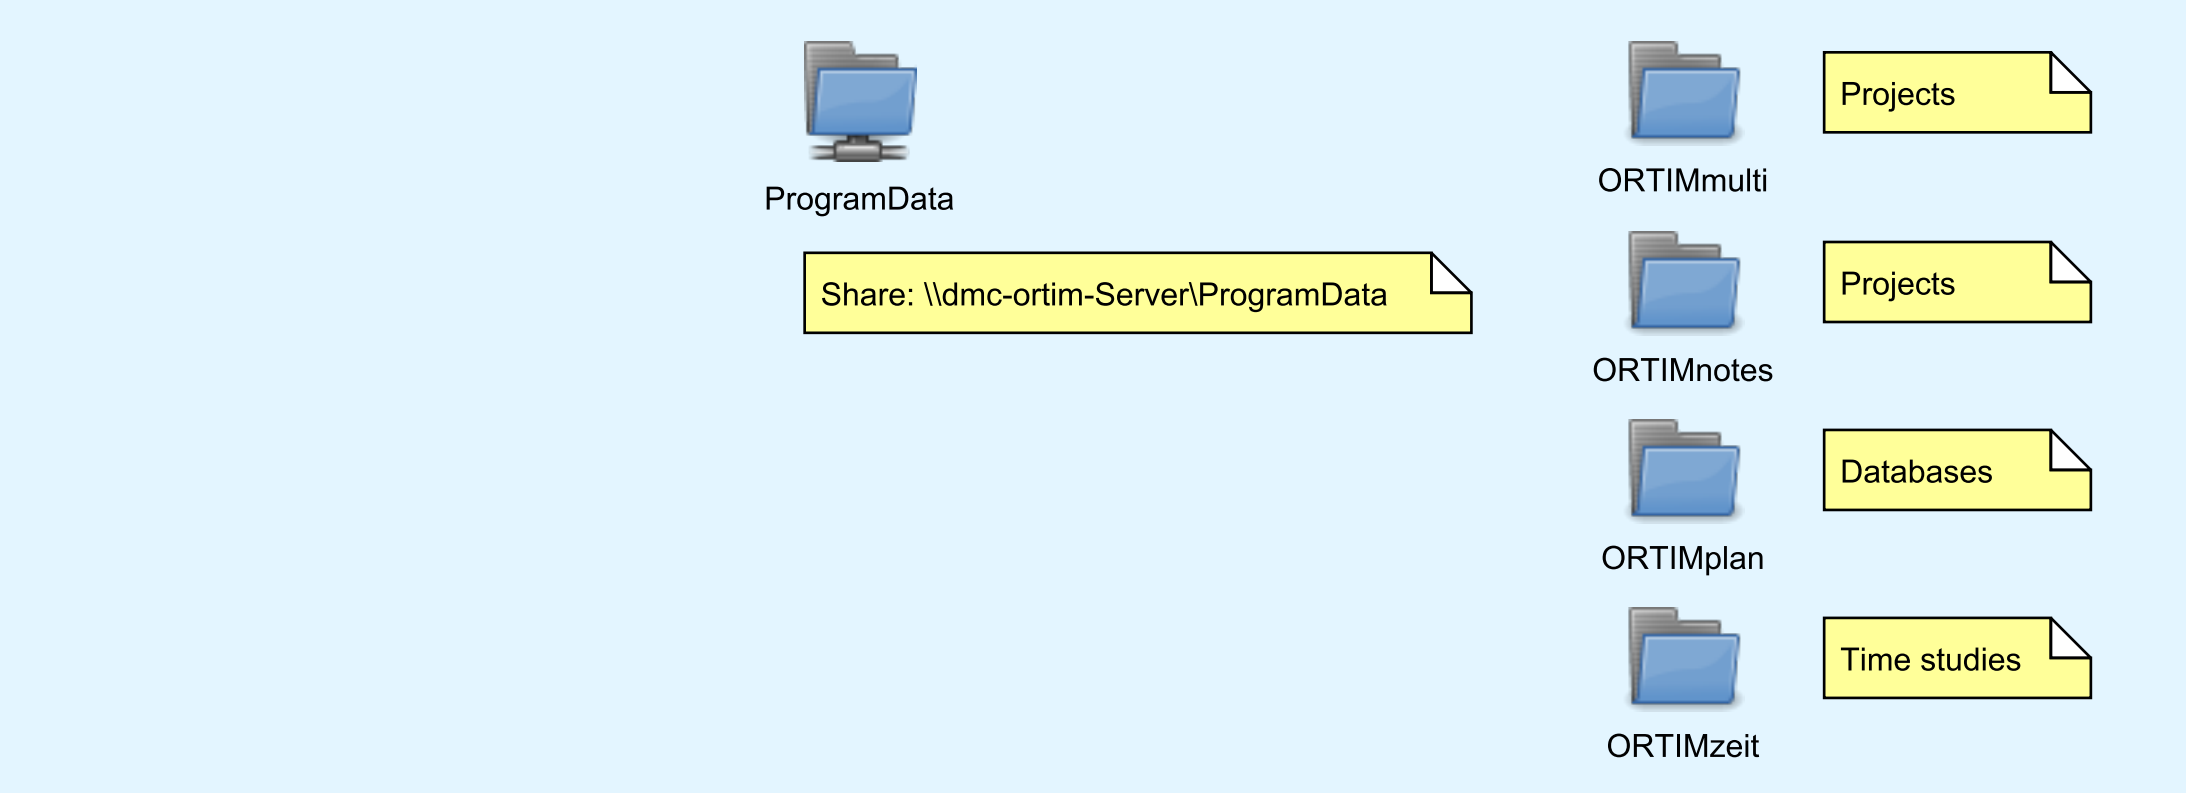 ProgramData
Share: \\dmc-ortim-Server\ProgramData
ORTIMmulti
Projects
ORTIMnotes
Projects
ORTIMplan
Databases
ORTIMzeit
Time studies